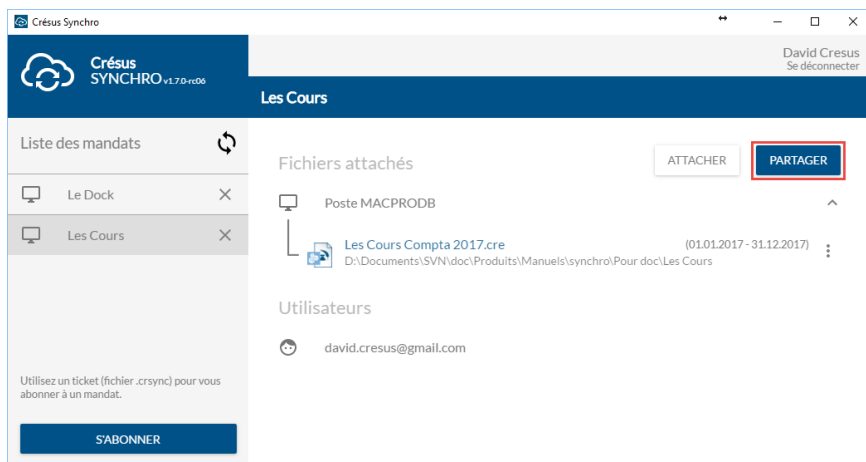 Crésus Synchro
Crésus
SYNCHRO v1.7.0-rc06
David Cresus
Se déconnecter
Les Cours
Liste des mandats
Le Dock
Les Cours
Utilisez un ticket (fichier .crsync) pour vous
abonner à un mandat.
S'ABONNER
Fichiers attachés
ATTACHER
PARTAGER
Poste MACPRODB
Les Cours Compta 2017.cre
(01.01.2017 - 31.12.2017)
D:\Documents\SVN\doc\Produits\Manuels\synchro\Pour doc\Les Cours
Utilisateurs
david.cresus@gmail.com